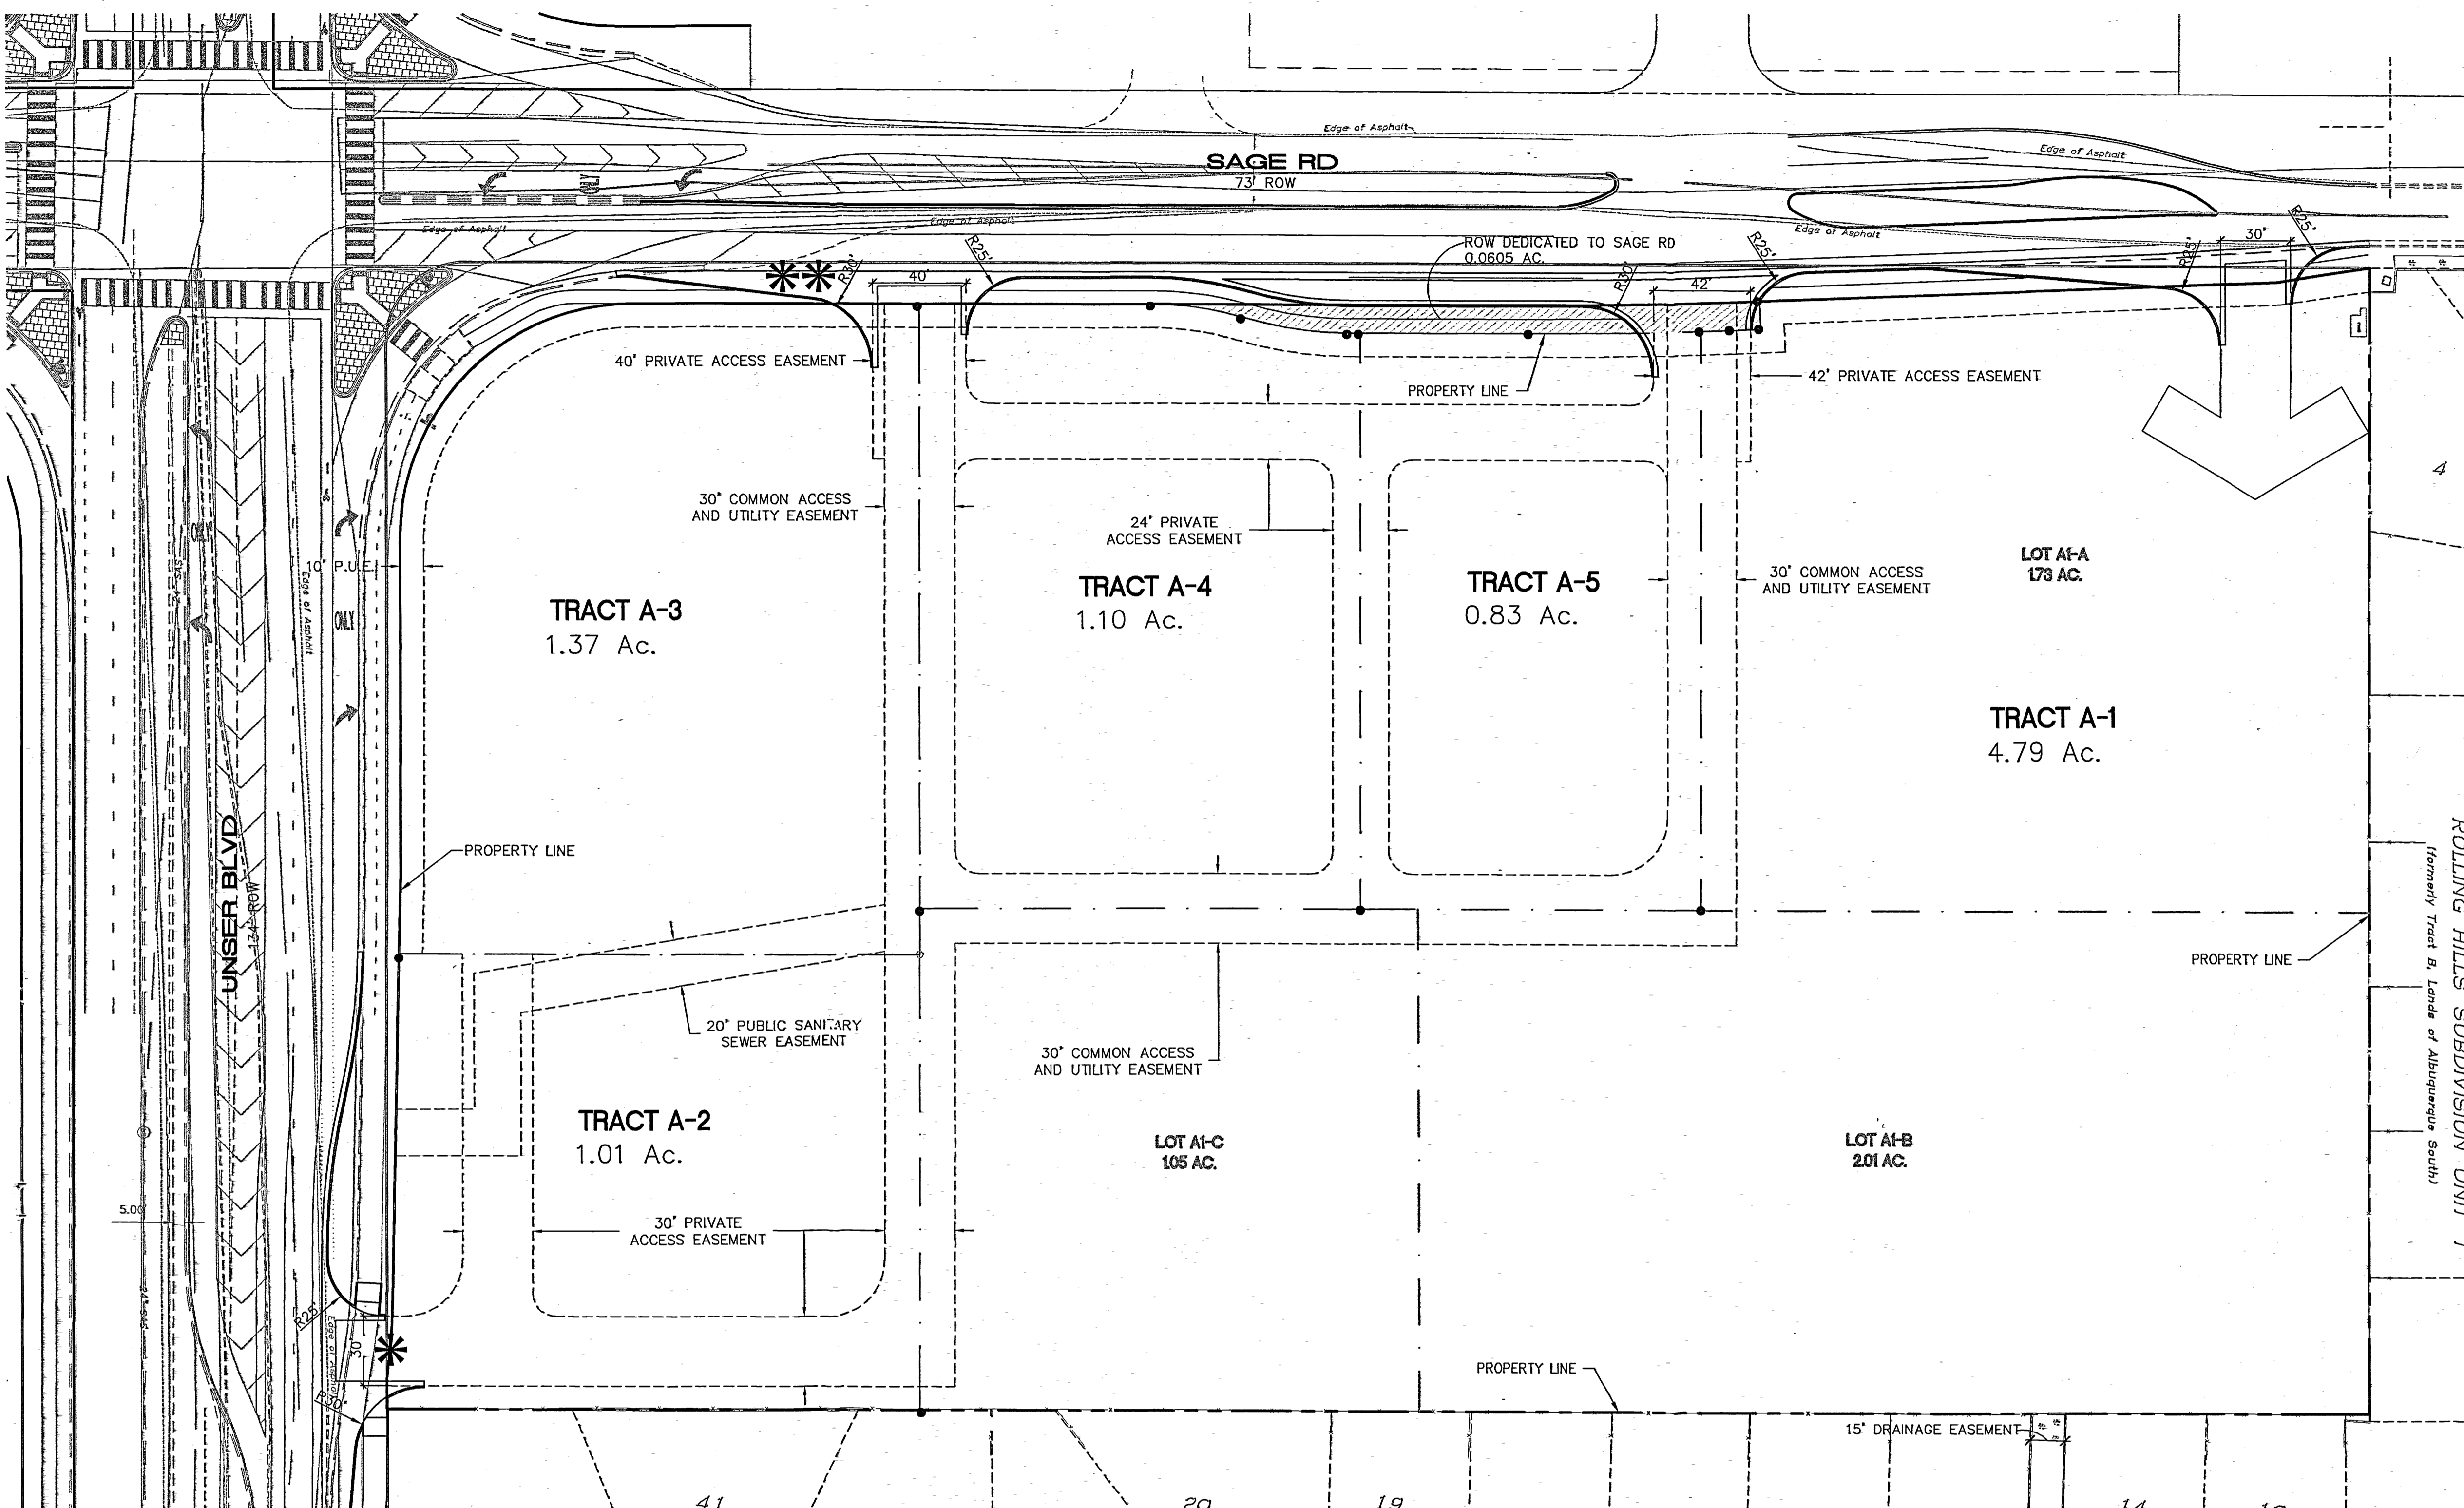 Edge of Asphalt
SAGE RD
73' ROW
ONLY
Edge of Asphalt
Edge of Asphalt
Edge of Asphalt
Edge of Asphalt
R30'
40'
R25'
ROW DEDICATED TO SAGE RD
0.0605 AC.
R30'
42'
R25'
R25'
30'
R25'
40' PRIVATE ACCESS EASEMENT
PROPERTY LINE
42' PRIVATE ACCESS EASEMENT
4
30' COMMON ACCESS
AND UTILITY EASEMENT
24' PRIVATE
ACCESS EASEMENT
ONLY
24" SAS
10' P.U.E.
Edge of Asphalt
ONLY
TRACT A-3
1.37 Ac.
TRACT A-4
1.10 Ac.
TRACT A-5
0.83 Ac.
30' COMMON ACCESS
AND UTILITY EASEMENT
LOT A1-A
1.73 AC.
TRACT A-1
4.79 Ac.
PROPERTY LINE
UNSER BLVD
134' ROW
PROPERTY LINE
ROLLING HILLS SUBDIVISION UNIT 1
(formerly Tract B, Lands of Albuquerque South)
20' PUBLIC SANITARY
SEWER EASEMENT
30' COMMON ACCESS
AND UTILITY EASEMENT
TRACT A-2
1.01 Ac.
LOT A1-C
1.05 AC.
LOT A1-B
2.01 AC.
5.00'
30' PRIVATE
ACCESS EASEMENT
24" SAS
R25'
Edge of Asphalt
30'
R30'
PROPERTY LINE
15' DRAINAGE EASEMENT
41
20
19
14